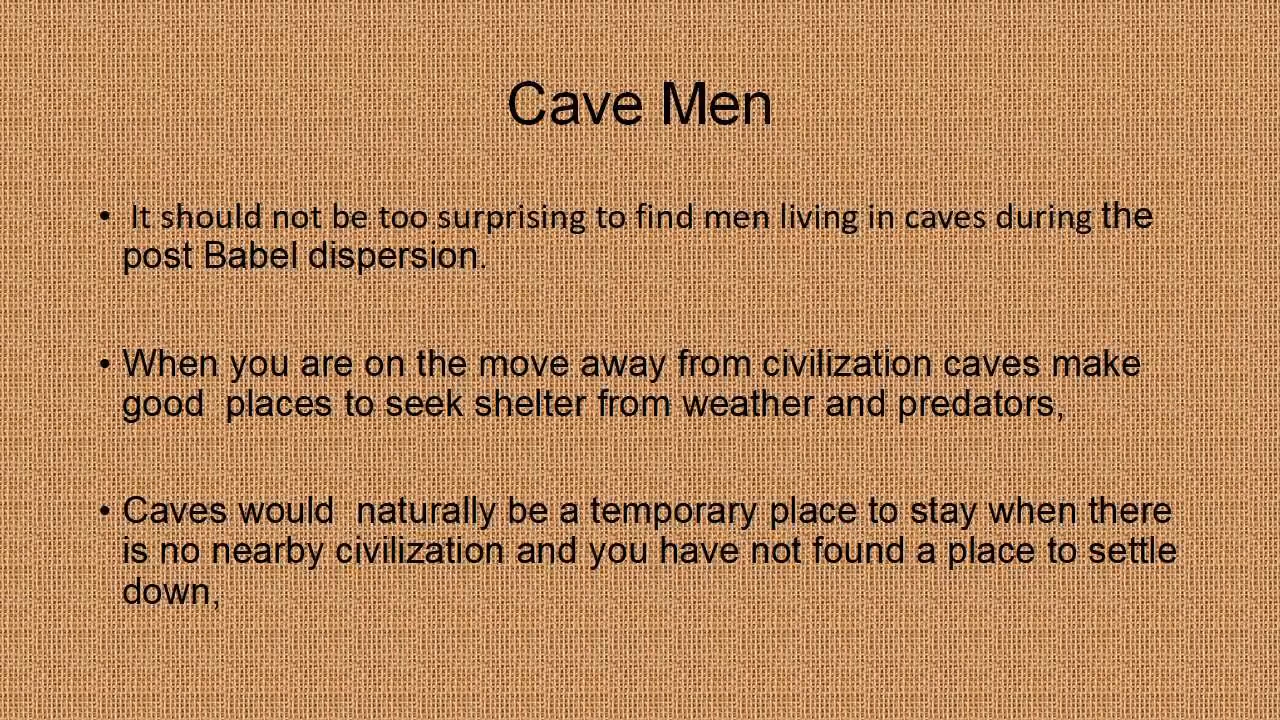 Cave Men
• It should not be too surprising to find men living in caves during the
post Babel dispersion.
• When you are on the move away from civilization caves make
good  places to seek shelter from weather and predators,
• Caves would  naturally be a temporary place to stay when there
is no nearby civilization and you have not found a place to settle
down,